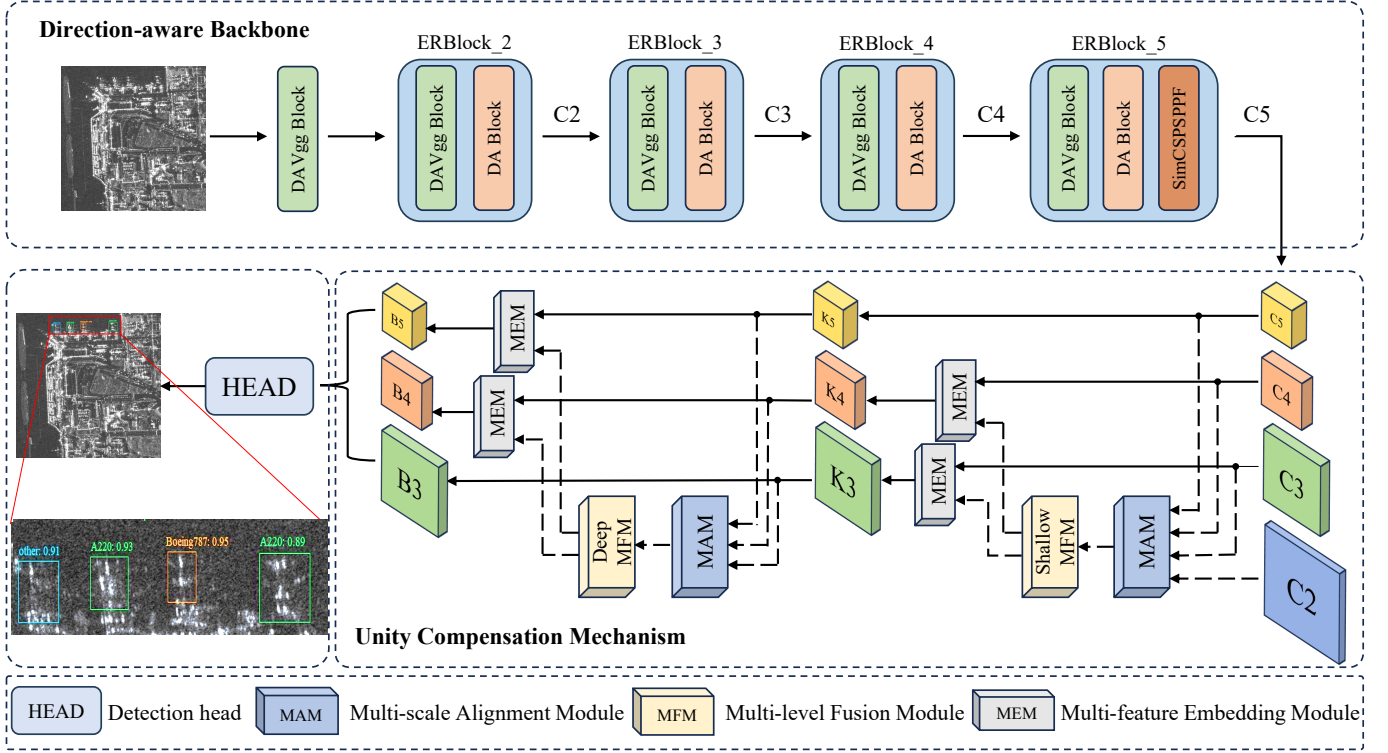 Direction-aware Backbone
ERBlock_2
ERBlock_3
ERBlock_4
ERBlock_5
DAVgg Block
DAVgg Block
DA Block
C2
DAVgg Block
DA Block
C3
DAVgg Block
DA Block
C4
DAVgg Block
DA Block
SimCSPSPPF
C5
B5
MEM
K5
C5
HEAD
B4
MEM
K4
MEM
C4
B3
K3
MEM
C3
Deep
MFM
MAM
Shallow
MFM
MAM
C2
other: 0.91
A220: 0.93
Boeing787: 0.95
A220: 0.89
Unity Compensation Mechanism
HEAD
Detection head
MAM
Multi-scale Alignment Module
MFM
Multi-level Fusion Module
MEM
Multi-feature Embedding Module